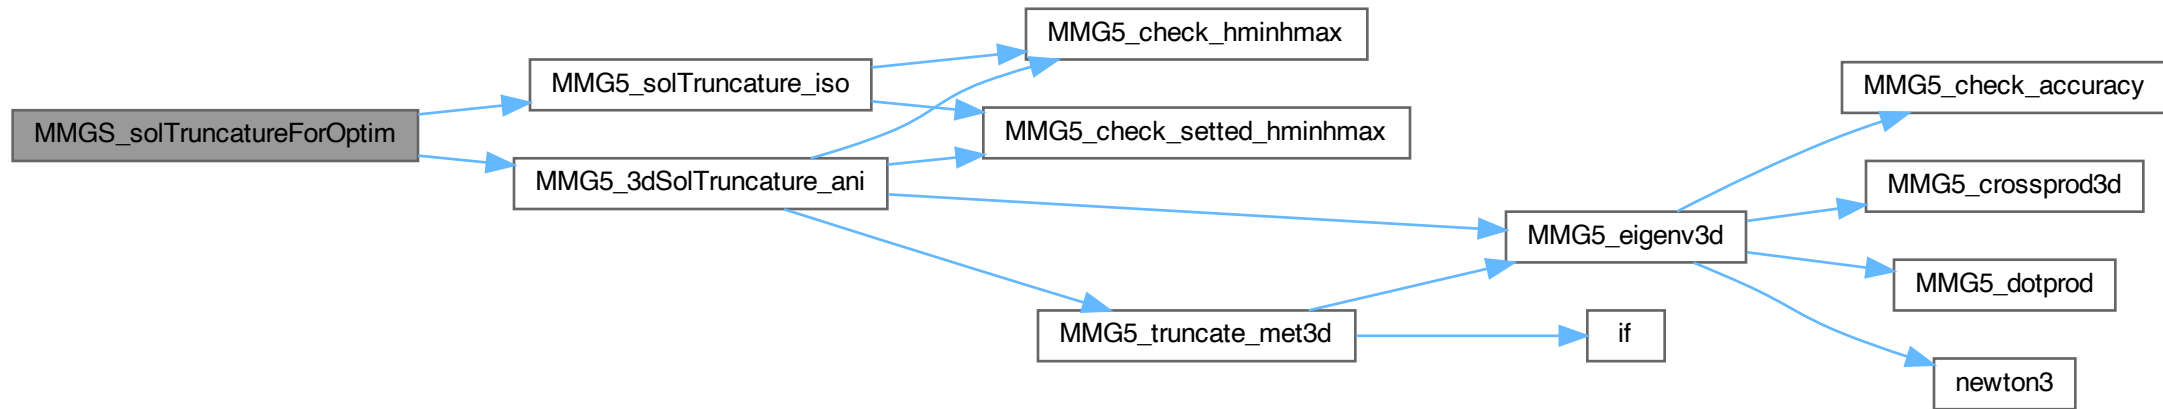 MMGS_solTruncatureForOptim
MMG5_solTruncature_iso
MMG5_3dSolTruncature_ani
MMG5_check_hminhmax
MMG5_check_setted_hminhmax
MMG5_truncate_met3d
MMG5_eigenv3d
if
MMG5_check_accuracy
MMG5_crossprod3d
MMG5_dotprod
newton3